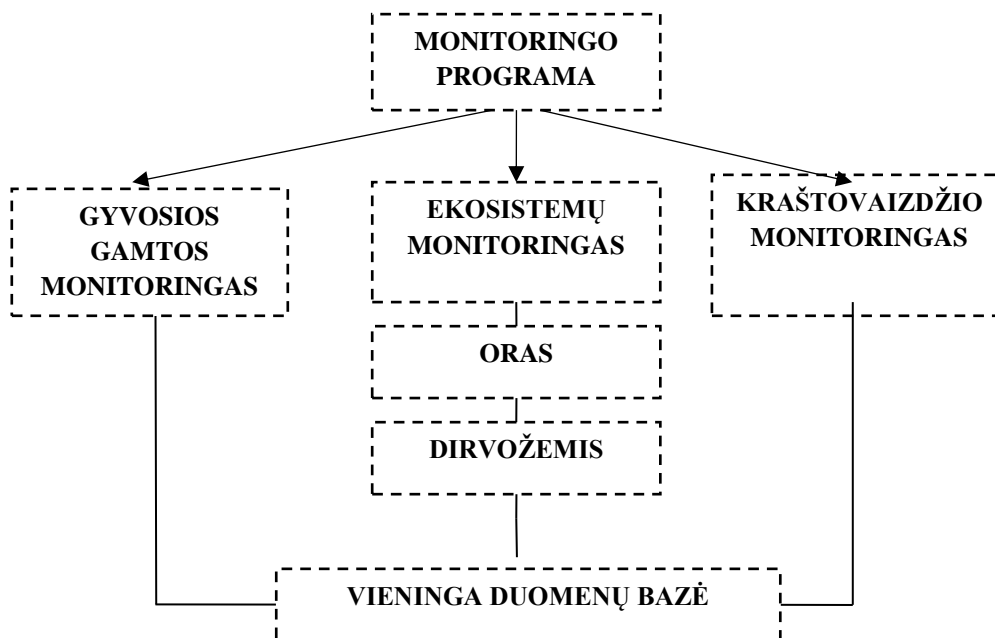 MONITORINGO
PROGRAMA
GYVOSIOS
GAMTOS
MONITORINGAS
EKOSISTEMŲ
MONITORINGAS
KRAŠTOVAIZDŽIO
MONITORINGAS
ORAS
DIRVOŽEMIS
VIENINGA DUOMENŲ BAZĖ